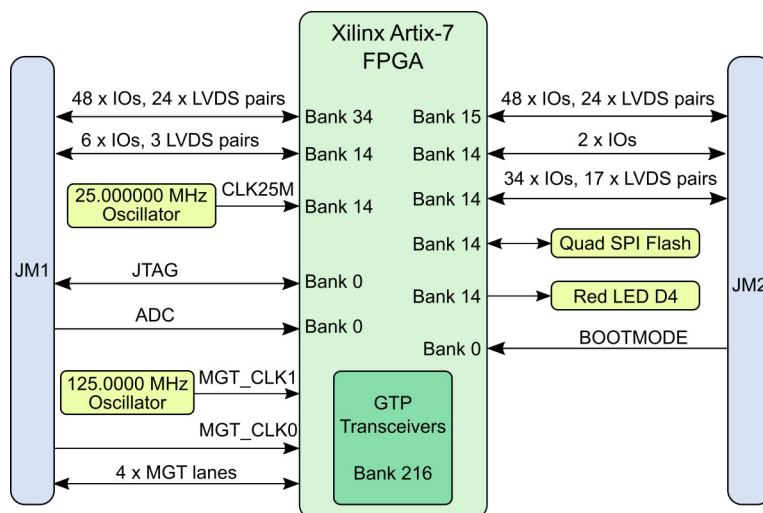 Xilinx Artix-7
FPGA
JM1
48 x IOs, 24 x LVDS pairs
Bank 34
6 x IOs, 3 LVDS pairs
Bank 14
25.000000 MHz
Oscillator
CLK25M
Bank 14
JTAG
Bank 0
ADC
Bank 0
125.0000 MHz
Oscillator
MGT_CLK1
MGT_CLK0
4 x MGT lanes
GTP
Transceivers
Bank 216
Bank 15
48 x IOs, 24 x LVDS pairs
Bank 14
2 x IOs
Bank 14
34 x IOs, 17 x LVDS pairs
Bank 14
Quad SPI Flash
Bank 14
Red LED D4
Bank 0
BOOTMODE
JM2